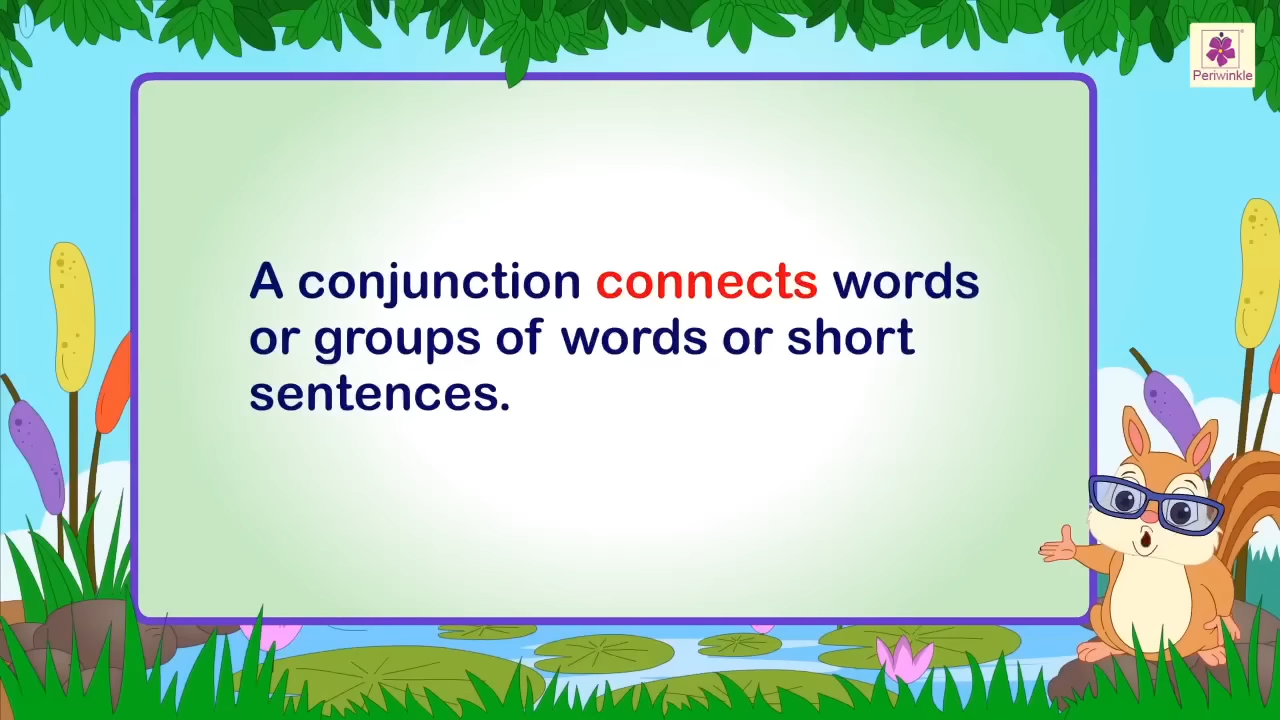 Periwinkle
A conjunction connects words
or groups of words or short
sentences.